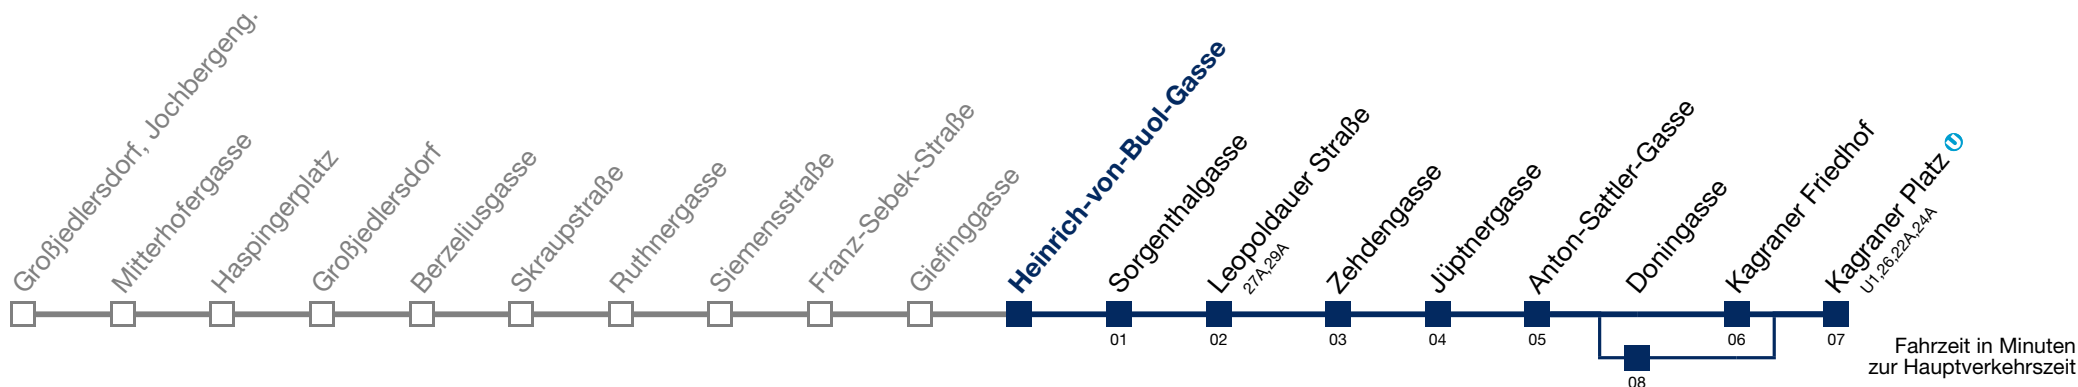 Großjedlersdorf, Jochbergeng.
Mitterhofergasse
Haspingerplatz
Großjedlersdorf
Berzeliusgasse
Skraupstraße
Ruthnergasse
Siemensstraße
Franz-Sebek-Straße
Giefinggasse
Heinrich-von-Buol-Gasse
Sorgenthalgasse
01
Leopoldauer Straße
27A,29A
02
Zehdengasse
03
Jüptnergasse
04
Anton-Sattler-Gasse
05
Doningasse
08
Kagraner Friedhof
06
Kagraner Platz U
U1,26,22A,24A
07
Fahrzeit in Minuten
zur Hauptverkehrszeit